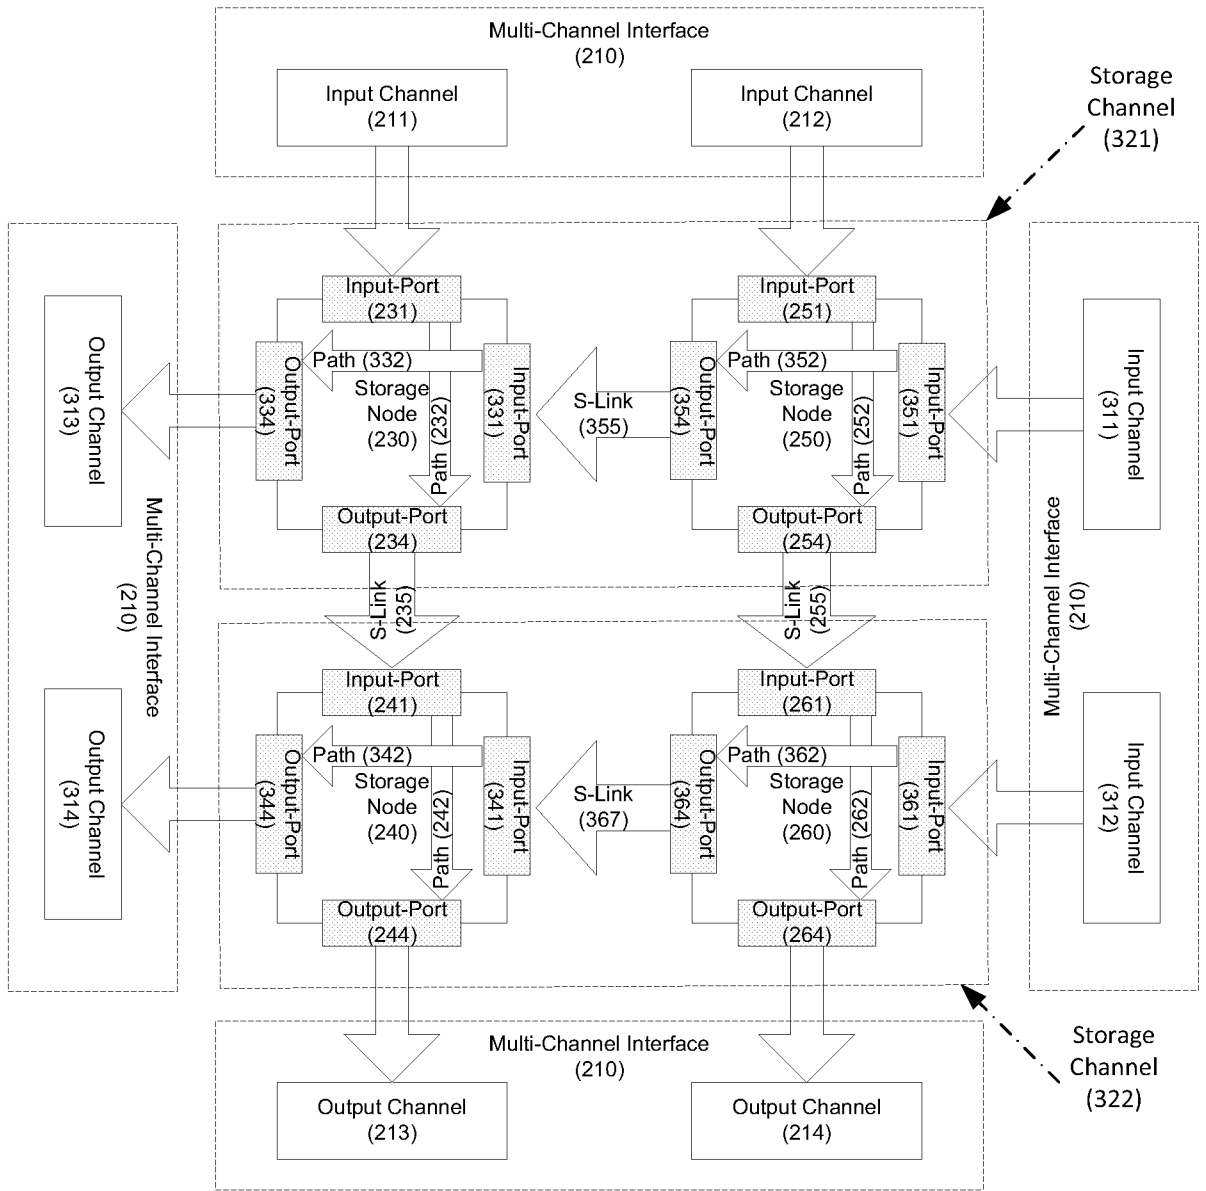 Multi-Channel Interface
(210)
Input Channel
(211)
Input Channel
(212)
Storage
Channel
(321)
Input-Port
(231)
Input-Port
(251)
Output Channel
(313)
Output-Port
(334)
Path (332)
Storage
Node
(230)
Path (232)
Input-Port
(331)
S-Link
(355)
Output-Port
(354)
Path (352)
Storage
Node
(250)
Path (252)
Input-Port
(351)
Input Channel
(311)
Output-Port
(234)
Output-Port
(254)
Multi-Channel Interface
(210)
Multi-Channel Interface
(210)
S-Link
(235)
S-Link
(255)
Input-Port
(241)
Input-Port
(261)
Output Channel
(314)
Output-Port
(344)
Path (342)
Storage
Node
(240)
Path (242)
Input-Port
(341)
S-Link
(367)
Output-Port
(364)
Path (362)
Storage
Node
(260)
Path (262)
Input-Port
(361)
Input Channel
(312)
Output-Port
(244)
Output-Port
(264)
Multi-Channel Interface
(210)
Storage
Channel
(322)
Output Channel
(213)
Output Channel
(214)